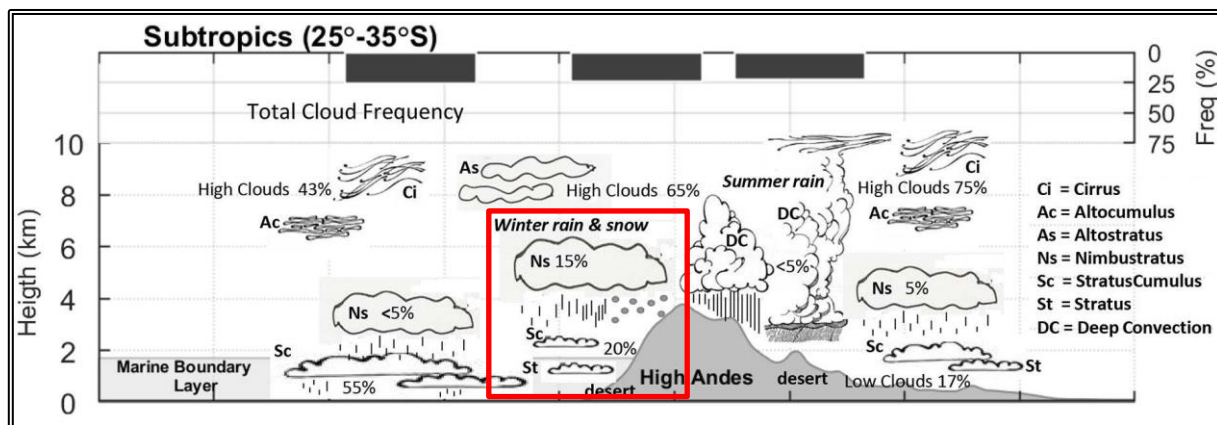 Subtropics (25°-35°S)
0
25
50
75
Freq (%)
Total Cloud Frequency
10
8
6
4
2
0
Heigth (km)
High Clouds 43%
Ci
Ac
As
High Clouds 65%
Summer rain
High Clouds 75%
Ci
Ac
Winter rain & snow
Ns 15%
DC
DC
<5%
Ns <5%
Ns 5%
Sc
Sc
20%
St
Sc
St
Marine Boundary
Layer
55%
desert
High Andes
desert
Low Clouds 17%
Ci = Cirrus
Ac = Altocumulus
As = Altostratus
Ns = Nimbustratus
Sc = StratusCumulus
St = Stratus
DC = Deep Convection